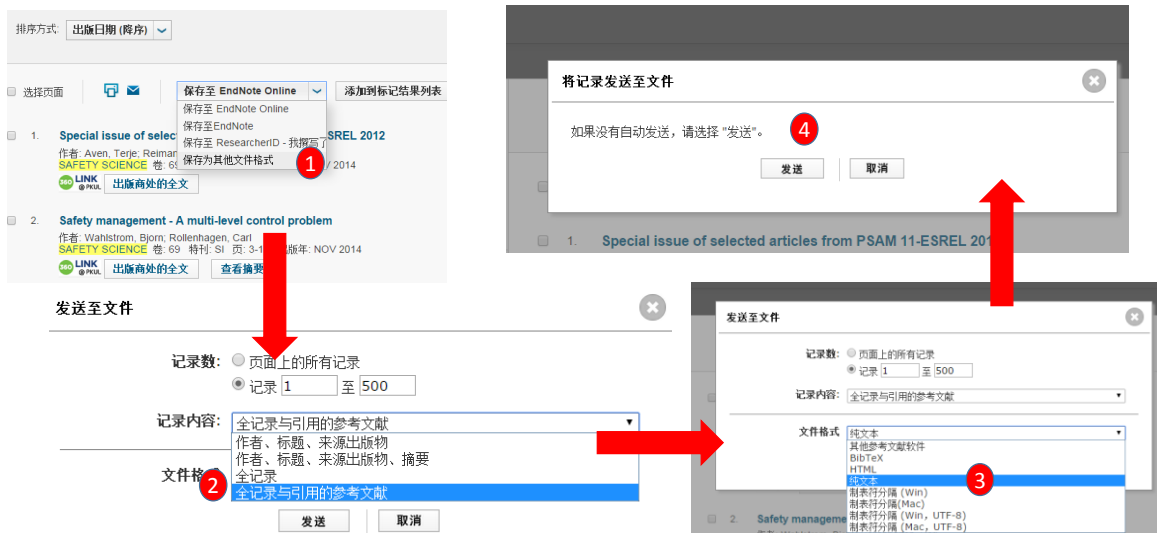 排序方式: 出版日期 (降序)
选择页面 保存至 EndNote Online 添加到标记结果列表
保存至 EndNote Online
保存至EndNote
保存至 ResearcherID - 我撰写了
保存为其他文件格式
1
1. Special issue of selec SREL 2012
作者: Aven, Terje; Reiman
SAFETY SCIENCE 卷: 69 / 2014
360 LINK @PKUL 出版商处的全文
2. Safety management - A multi-level control problem
作者: Wahlstrom, Bjorn; Rollenhagen, Carl
SAFETY SCIENCE 卷: 69 特刊: SI 页: 3-1 版年: NOV 2014
360 LINK @PKUL 出版商处的全文 查看摘要
发送至文件
记录数: 页面上的所有记录
记录 1 至 500
记录内容: 全记录与引用的参考文献
作者、标题、来源出版物
作者、标题、来源出版物、摘要
文件格 全记录
2 全记录与引用的参考文献
发送 取消
发送至文件
记录数: 页面上的所有记录
记录 1 至 500
记录内容: 全记录与引用的参考文献
文件格式 纯文本
其他参考文献软件
BibTeX
HTML
纯文本
3
制表符分隔 (Win)
制表符分隔(Mac)
制表符分隔 (Win, UTF-8)
制表符分隔 (Mac, UTF-8)
2. Safety manageme
将记录发送至文件
如果没有自动发送，请选择 "发送"。
4
发送 取消
1. Special issue of selected articles from PSAM 11-ESREL 201